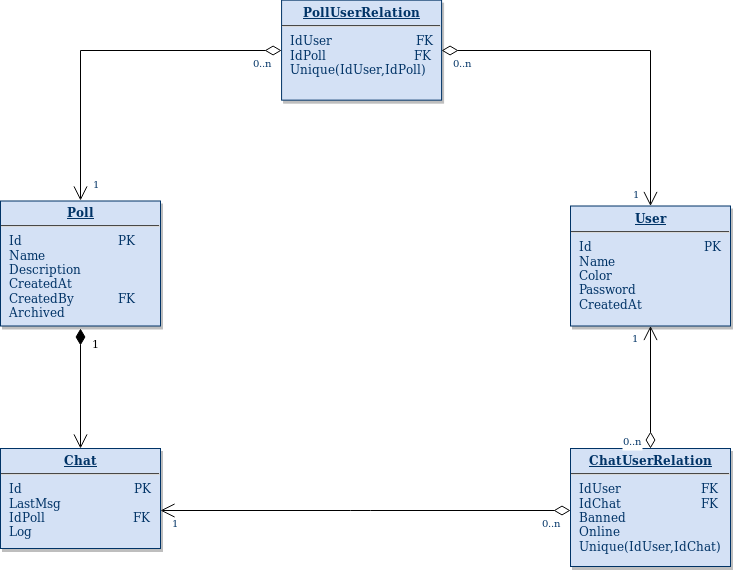 PollUserRelation
IdUser FK
IdPoll FK
Unique(IdUser,IdPoll)
0..n
0..n
1
1
Poll
Id PK
Name
Description
CreatedAt
CreatedBy FK
Archived
User
Id PK
Name
Color
Password
CreatedAt
1
1
0..n
Chat
Id PK
LastMsg
IdPoll FK
Log
ChatUserRelation
IdUser FK
IdChat FK
Banned
Online
Unique(IdUser,IdChat)
1
0..n